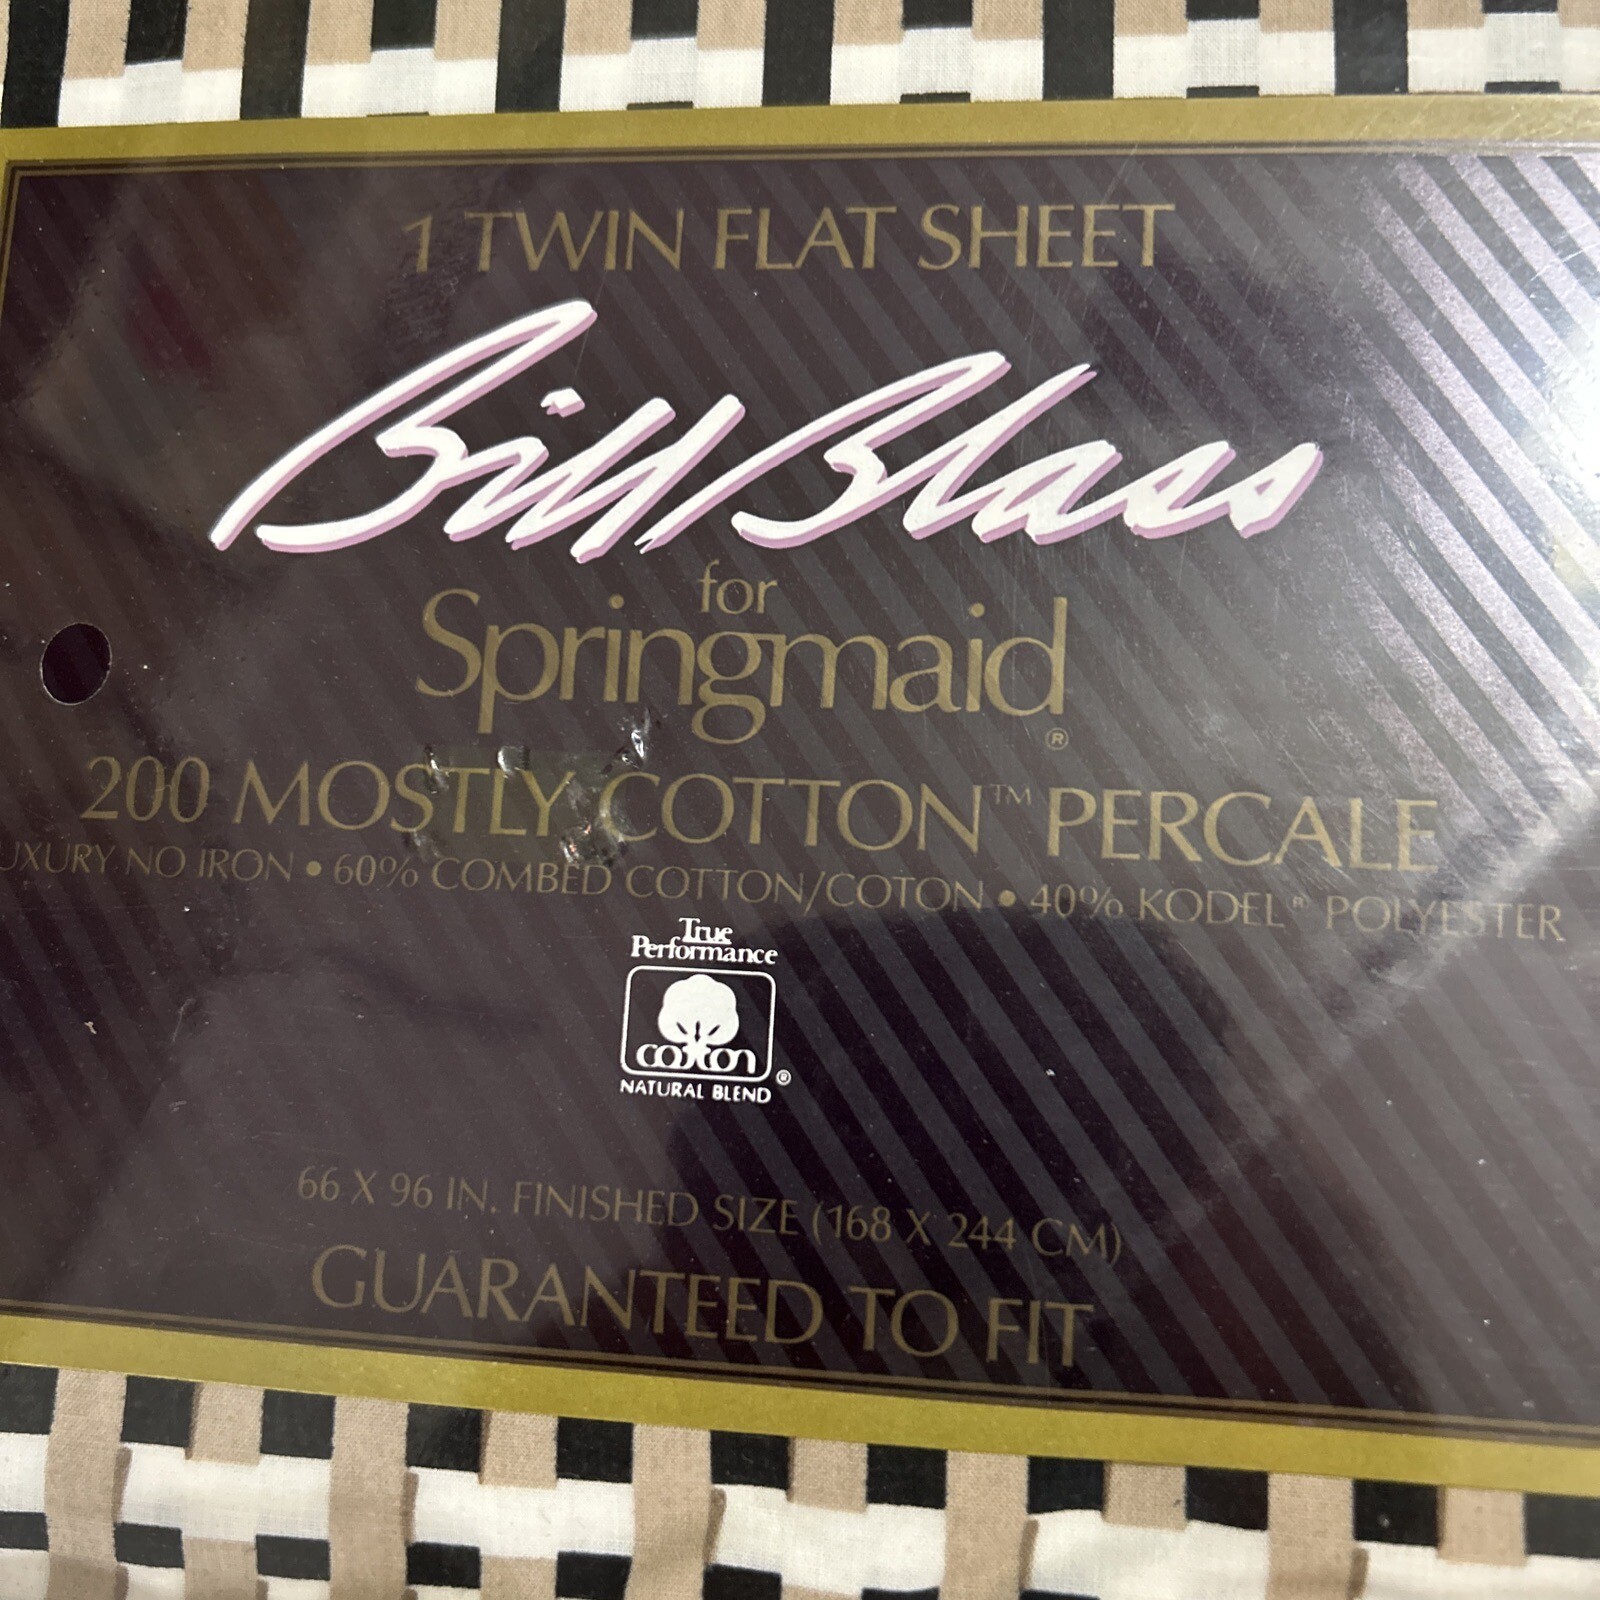 1 TWIN FLAT SHEET
Bill Blass
for
Springmaid®
200 MOSTLY COTTON™ PERCALE
UXURY NO IRON • 60% COMBED COTTON/COTON • 40% KODEL® POLYESTER
True
Performance
cotton®
NATURAL BLEND
66 X 96 IN. FINISHED SIZE (168 X 244 CM)
GUARANTEED TO FIT